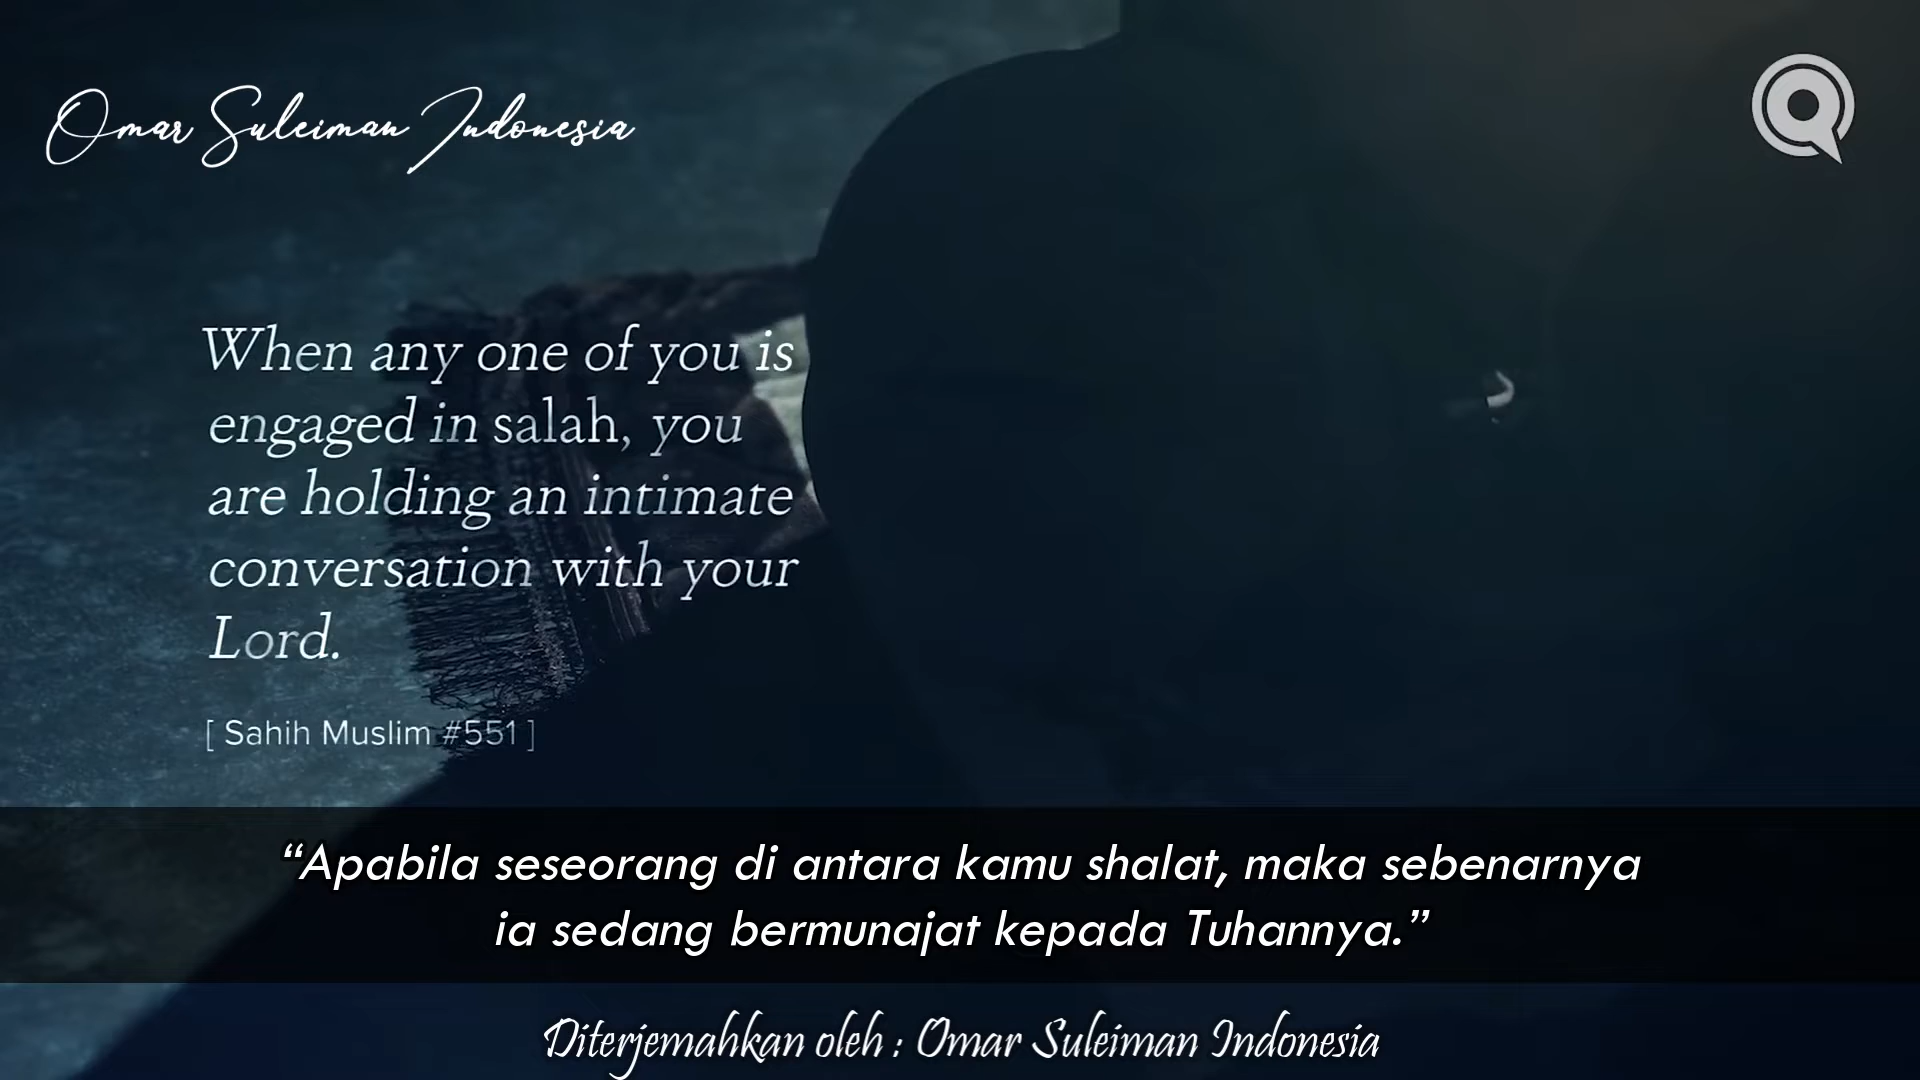 Omar Suleiman Indonesia
When any one of you is
engaged in salah, you
are holding an intimate
conversation with your
Lord.
[ Sahih Muslim #551 ]
“Apabila seseorang di antara kamu shalat, maka sebenarnya
ia sedang bermunajat kepada Tuhannya.”
Diterjemahkan oleh : Omar Suleiman Indonesia